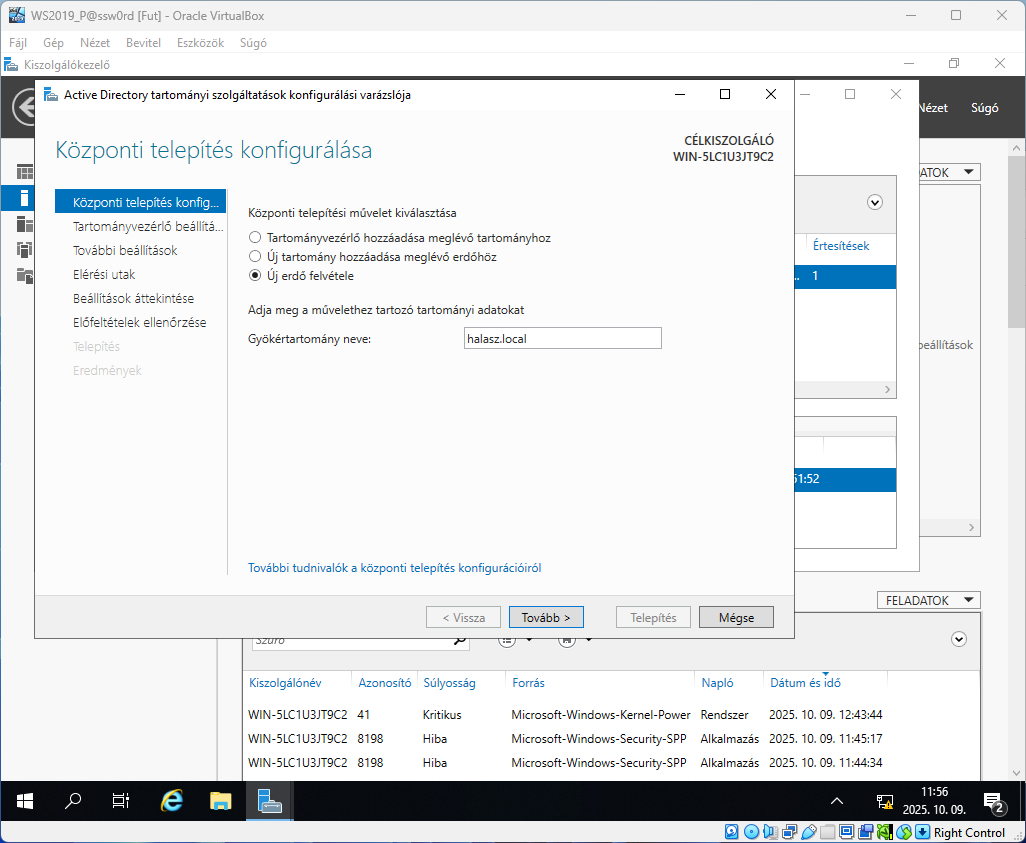 WS2019_P@ssw0rd [Fut] - Oracle VirtualBox
Fájl Gép Nézet Bevitel Eszközök Súgó
Kiszolgálókezelő
Nézet Súgó
Active Directory tartományi szolgáltatások konfigurálási varázslója
Központi telepítés konfigurálása
CÉLKISZOLGÁLÓ
WIN-5LC1U3JT9C2
Központi telepítés konfig...
Tartományvezérlő beállítá...
További beállítások
Elérési utak
Beállítások áttekintése
Előfeltételek ellenőrzése
Telepítés
Eredmények
Központi telepítési művelet kiválasztása
Tartományvezérlő hozzáadása meglévő tartományhoz
Új tartomány hozzáadása meglévő erdőhöz
Új erdő felvétele
Adja meg a művelethez tartozó tartományi adatokat
Gyökértartomány neve: halasz.local
További tudnivalók a központi telepítés konfigurációiról
< Vissza Tovább > Telepítés Mégse
ATOK
Értesítések
... 1
beállítások
51:52
FELADATOK
Szűrő
Kiszolgálónév Azonosító Súlyosság Forrás Napló Dátum és idő
WIN-5LC1U3JT9C2 41 Kritikus Microsoft-Windows-Kernel-Power Rendszer 2025. 10. 09. 12:43:44
WIN-5LC1U3JT9C2 8198 Hiba Microsoft-Windows-Security-SPP Alkalmazás 2025. 10. 09. 11:45:17
WIN-5LC1U3JT9C2 8198 Hiba Microsoft-Windows-Security-SPP Alkalmazás 2025. 10. 09. 11:44:34
11:56
2025. 10. 09.
2
Right Control